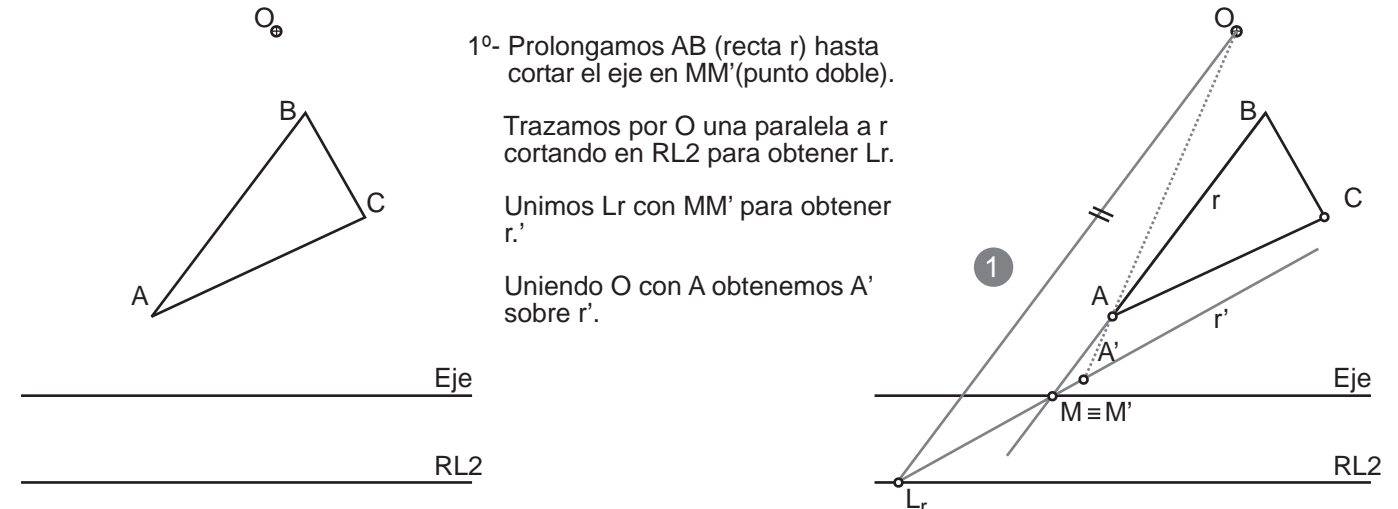 O
B
C
A
Eje
RL2
1º- Prolongamos AB (recta r) hasta
cortar el eje en MM’(punto doble).
Trazamos por O una paralela a r
cortando en RL2 para obtener Lr.
Unimos Lr con MM’ para obtener
r.’
Uniendo O con A obtenemos A’
sobre r’.
1
O
B
r
C
A
r’
A’
Eje
M ≡ M’
RL2
Lr